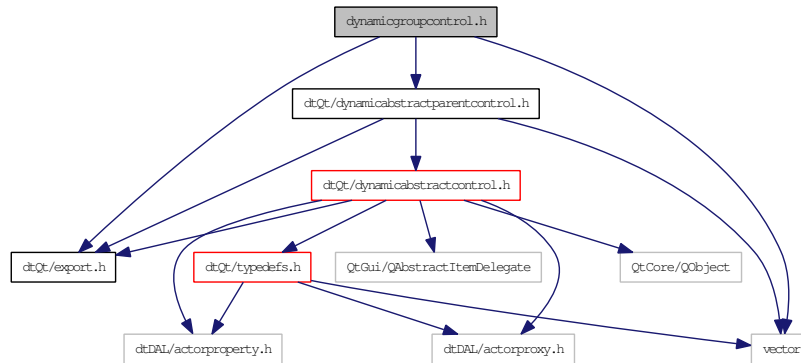 dynamicgroupcontrol.h
dtQt/dynamicabstractparentcontrol.h
dtQt/dynamicabstractcontrol.h
dtQt/export.h
dtQt/typedefs.h
QtGui/QAbstractItemDelegate
QtCore/QObject
dtDAL/actorproperty.h
dtDAL/actorproxy.h
vector